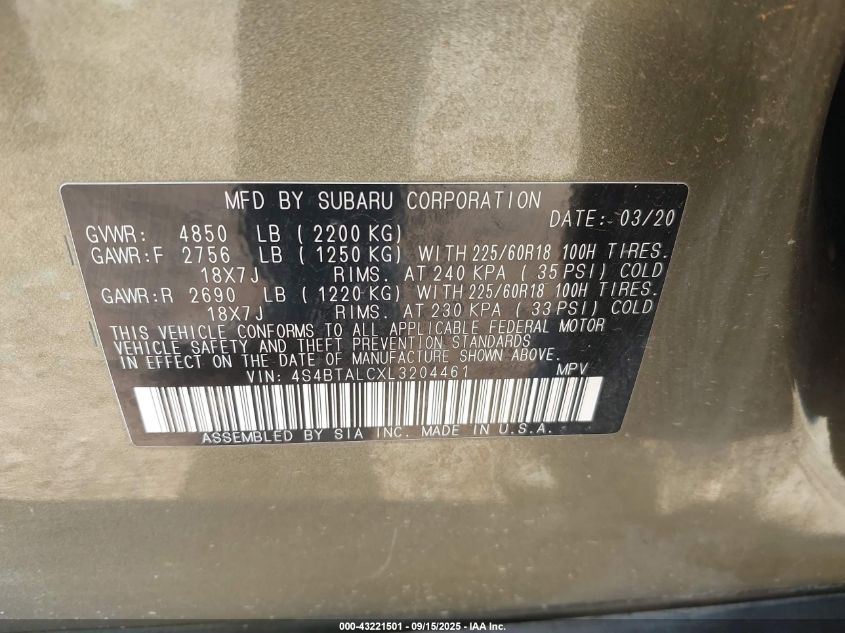 MFD BY SUBARU CORPORATION
DATE: 03/20
GVWR: 4850 LB ( 2200 KG)
GAWR:F 2756 LB ( 1250 KG) WITH 225/60R18 100H TIRES.
18X7J RIMS. AT 240 KPA ( 35 PSI) COLD
GAWR:R 2690 LB ( 1220 KG) WITH 225/60R18 100H TIRES.
18X7J RIMS. AT 230 KPA ( 33 PSI) COLD
THIS VEHICLE CONFORMS TO ALL APPLICABLE FEDERAL MOTOR
VEHICLE SAFETY AND THEFT PREVENTION STANDARDS
IN EFFECT ON THE DATE OF MANUFACTURE SHOWN ABOVE.
VIN: 4S4BTALCXL3204461 MPV
ASSEMBLED BY SIA INC. MADE IN U.S.A.
000-43221501 - 09/15/2025 - IAA Inc.